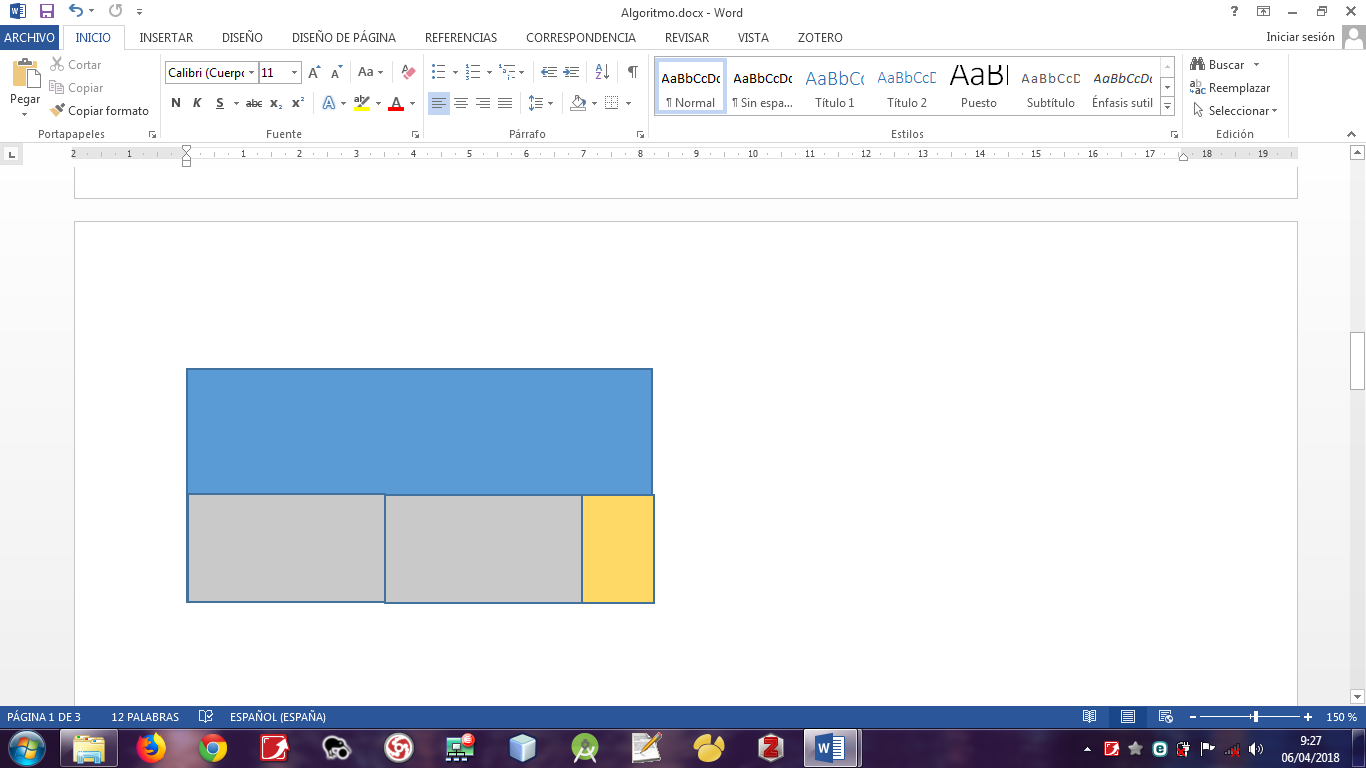 Algoritmo.docx - Word
ARCHIVO INICIO INSERTAR DISEÑO DISEÑO DE PÁGINA REFERENCIAS CORRESPONDENCIA REVISAR VISTA ZOTERO Iniciar sesión
Pegar
Cortar
Copiar
Copiar formato
Portapapeles
Calibri (Cuerpo 11
Aa
N K S abc x₂ x²
Fuente
Párrafo
AaBbCcDc AaBbCcDc AaBbCc AaBbCcD AaB AaBbCcD AaBbCcDc
¶ Normal ¶ Sin espa... Título 1 Título 2 Puesto Subtítulo Énfasis sutil
Estilos
Buscar
Reemplazar
Seleccionar
Edición
2 1 1 2 3 4 5 6 7 8 9 10 11 12 13 14 15 16 17 18 19
PÁGINA 1 DE 3 12 PALABRAS ESPAÑOL (ESPAÑA) 150 %
9:27
06/04/2018